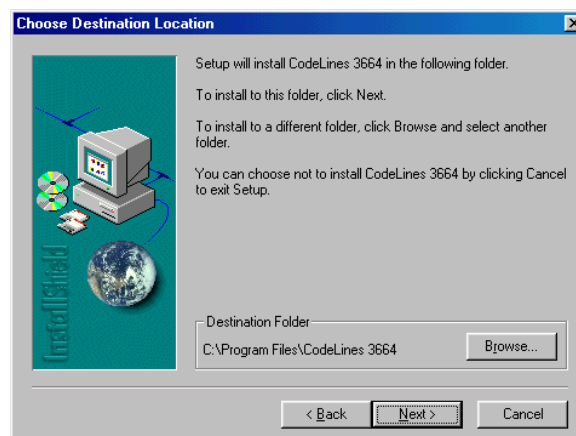 Choose Destination Location
Setup will install CodeLines 3664 in the following folder.
To install to this folder, click Next.
To install to a different folder, click Browse and select another
folder.
You can choose not to install CodeLines 3664 by clicking Cancel
to exit Setup.
InstallShield
Destination Folder
C:\Program Files\CodeLines 3664
Browse...
< Back
Next >
Cancel